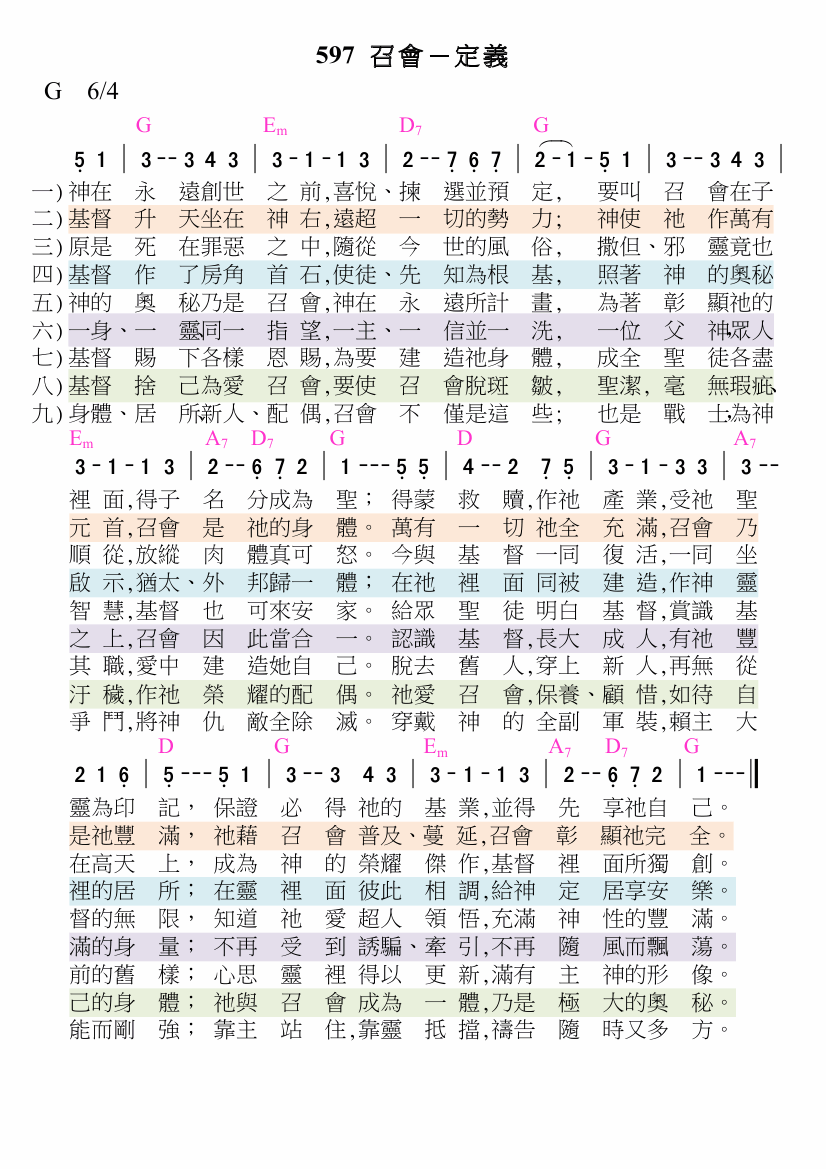 597 召會－定義
G 6/4
G Em D7 G
5̣ 1 | 3 - - 3 4 3 | 3 - 1 - 1 3 | 2 - - 7̣ 6̣ 7̣ | 2 - 1 - 5̣ 1 | 3 - - 3 4 3 |
一)神在 永 遠創世 之 前,喜悅、揀 選並預 定, 要叫 召 會在子
二)基督 升 天坐在 神 右,遠超 一 切的勢 力; 神使 祂 作萬有
三)原是 死 在罪惡 之 中,隨從 今 世的風 俗, 撒但、邪 靈竟也
四)基督 作 了房角 首 石,使徒、先 知為根 基, 照著 神 的奧秘
五)神的 奧 秘乃是 召 會,神在 永 遠所計 畫, 為著 彰 顯祂的
六)一身、一 靈、同一 指 望,一主、一 信並一 洗, 一位 父 神,眾人
七)基督 賜 下各樣 恩 賜,為要 建 造祂身 體, 成全 聖 徒各盡
八)基督 捨 己為愛 召 會,要使 召 會脫斑 皺, 聖潔, 毫 無瑕疵、
九)身體、居 所、新人、配 偶,召會 不 僅是這 些; 也是 戰 士,為神
Em A7 D7 G D G A7
3 - 1 - 1 3 | 2 - - 6̣ 7̣ 2 | 1 - - - 5̣ 5̣ | 4 - - 2 7̣ 5̣ | 3 - 1 - 3 3 | 3 - -
裡 面,得子 名 分成為 聖; 得蒙 救 贖,作祂 產 業,受祂 聖
元 首,召會 是 祂的身 體。萬有 一 切祂全 充 滿,召會 乃
順 從,放縱 肉 體真可 怒。今與 基 督一同 復 活,一同 坐
啟 示,猶太、外 邦歸一 體; 在祂 裡 面同被 建 造,作神 靈
智 慧,基督 也 可來安 家。給眾 聖 徒明白 基 督,賞識 基
之 上,召會 因 此當合 一。認識 基 督,長大 成 人,有祂 豐
其 職,愛中 建 造她自 己。脫去 舊 人,穿上 新 人,再無 從
汙 穢,作祂 榮 耀的配 偶。祂愛 召 會,保養、顧 惜,如待 自
爭 鬥,將神 仇 敵全除 滅。穿戴 神 的全副 軍 裝,賴主 大
D G Em A7 D7 G
2 1 6̣ | 5̣ - - - 5̣ 1 | 3 - - 3 4 3 | 3 - 1 - 1 3 | 2 - - 6̣ 7̣ 2 | 1 - - - ‖
靈為印 記, 保證 必 得 祂的 基 業,並得 先 享祂自 己。
是祂豐 滿, 祂藉 召 會 普及、蔓 延,召會 彰 顯祂完 全。
在高天 上, 成為 神 的 榮耀 傑 作,基督 裡 面所獨 創。
裡的居 所; 在靈 裡 面 彼此 相 調,給神 定 居享安 樂。
督的無 限, 知道 祂 愛 超人 領 悟,充滿 神 性的豐 滿。
滿的身 量; 不再 受 到 誘騙、牽 引,不再 隨 風而飄 蕩。
前的舊 樣; 心思 靈 裡 得以 更 新,滿有 主 神的形 像。
己的身 體; 祂與 召 會 成為 一 體,乃是 極 大的奧 秘。
能而剛 強; 靠主 站 住,靠靈 抵 擋,禱告 隨 時又多 方。